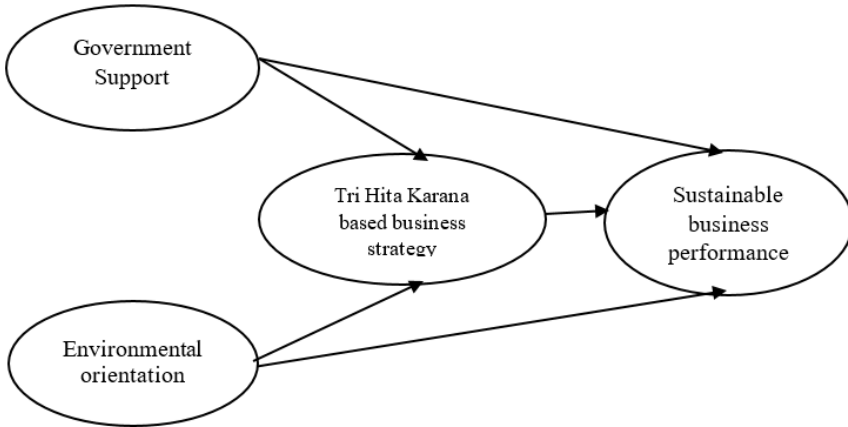 Government
Support
Tri Hita Karana
based business
strategy
Sustainable
business
performance
Environmental
orientation